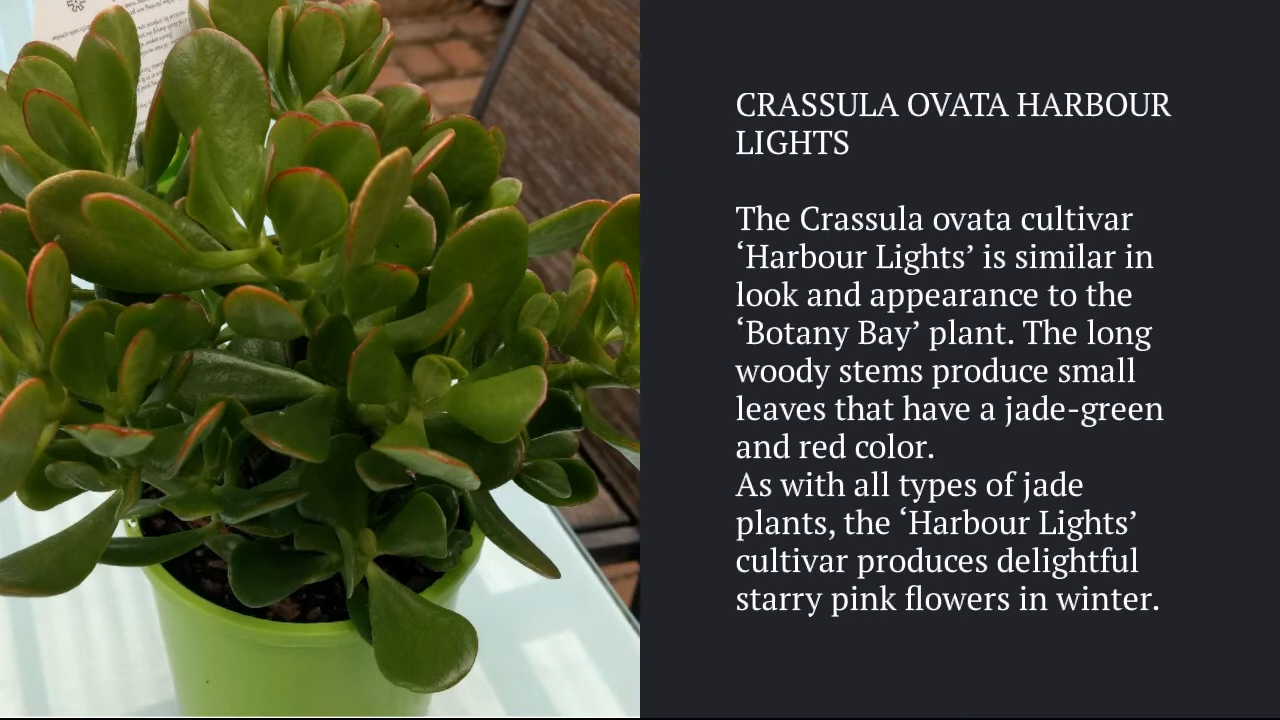 CRASSULA OVATA HARBOUR
LIGHTS
The Crassula ovata cultivar
‘Harbour Lights’ is similar in
look and appearance to the
‘Botany Bay’ plant. The long
woody stems produce small
leaves that have a jade-green
and red color.
As with all types of jade
plants, the ‘Harbour Lights’
cultivar produces delightful
starry pink flowers in winter.